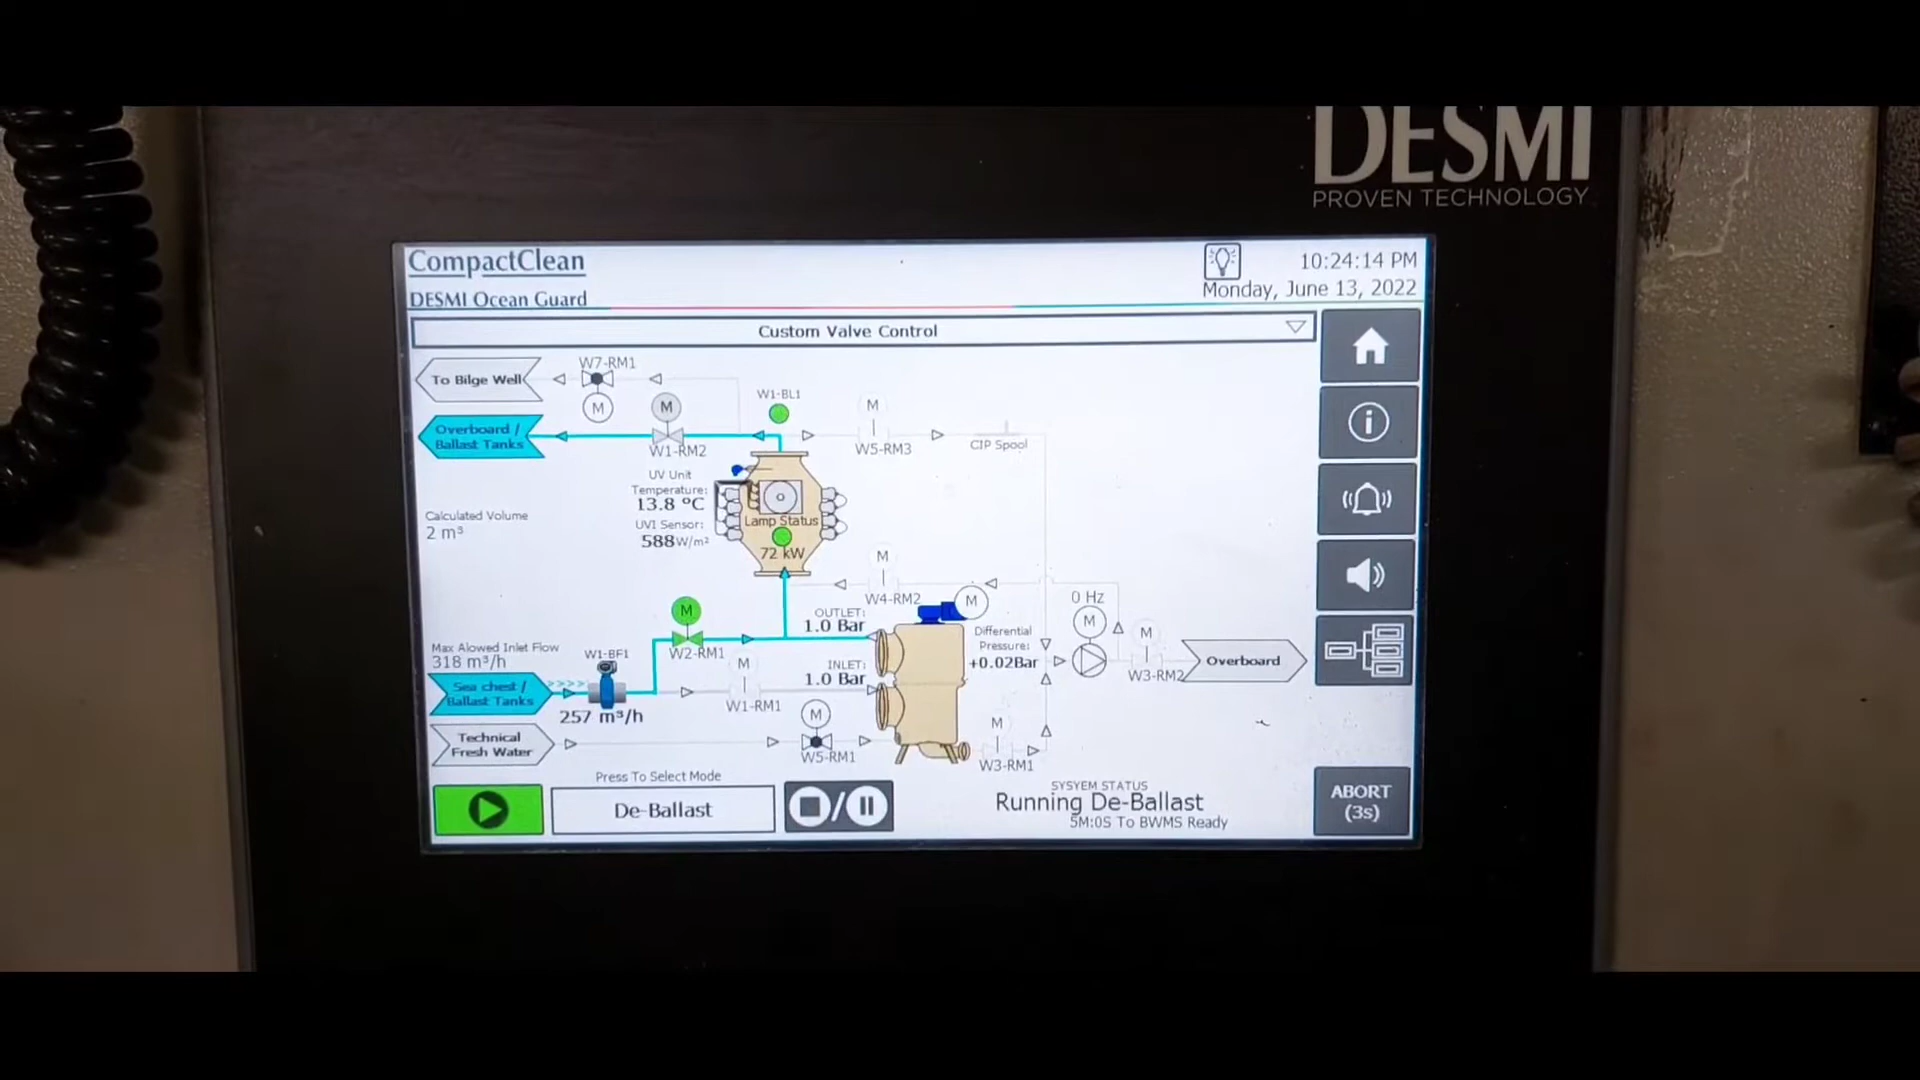 DESMI
PROVEN TECHNOLOGY
CompactClean
DESMI Ocean Guard
10:24:14 PM
Monday, June 13, 2022
Custom Valve Control
To Bilge Well
W7-RM1
M
Overboard /
Ballast Tanks
M
W1-RM2
W1-BL1
M
W5-RM3
CIP Spool
UV Unit
Temperature:
13.8 ºC
UVI Sensor:
588 W/m²
Lamp Status
72 kW
Calculated Volume
2 m³
M
W4-RM2
M
W2-RM1
OUTLET:
1.0 Bar
M
Differential
Pressure:
+0.02Bar
0 Hz
M
M
W3-RM2
Overboard
Max Alowed Inlet Flow
318 m³/h
W1-BF1
INLET:
1.0 Bar
M
W1-RM1
Sea chest /
Ballast Tanks
>>>>
257 m³/h
M
W5-RM1
Technical
Fresh Water
M
W3-RM1
Press To Select Mode
De-Ballast
/
SYSYEM STATUS
Running De-Ballast
5M:0S To BWMS Ready
ABORT
(3s)